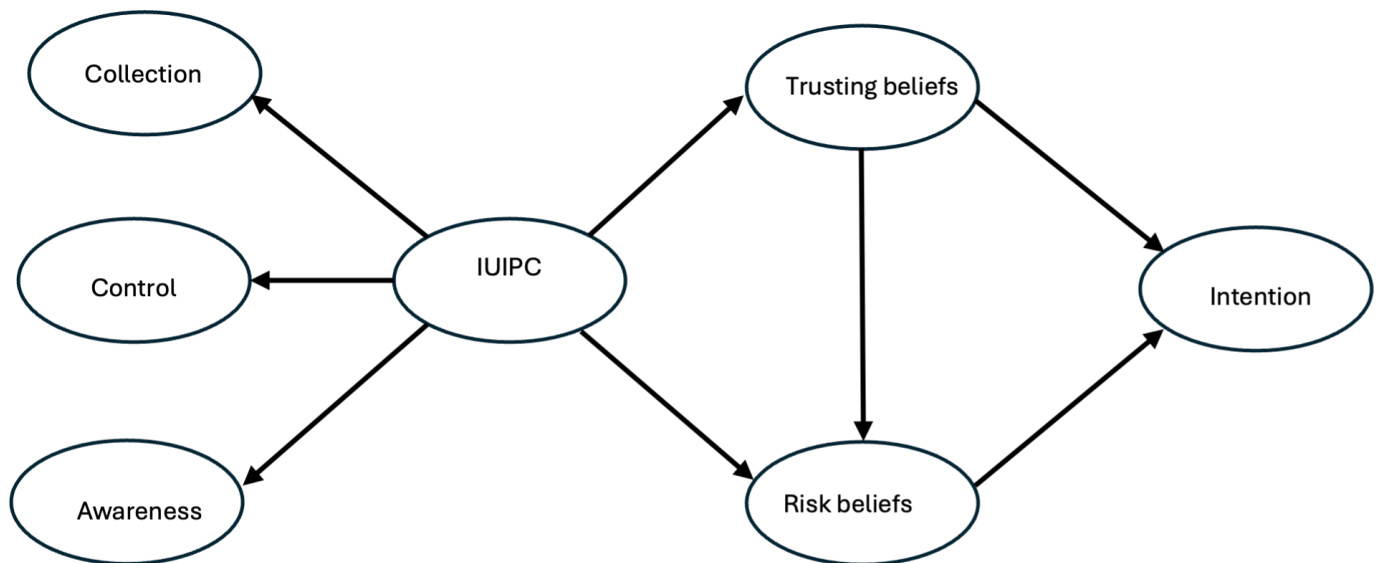 Collection
Control
Awareness
IUIPC
Trusting beliefs
Risk beliefs
Intention